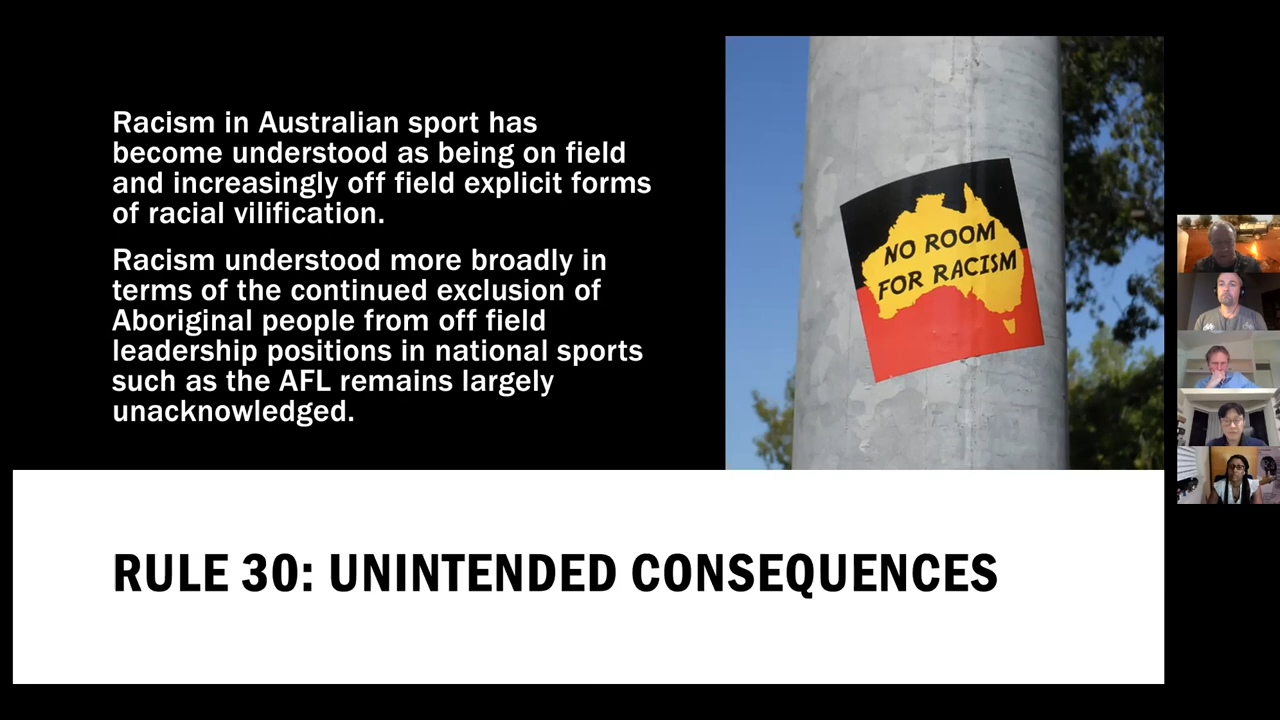 Racism in Australian sport has
become understood as being on field
and increasingly off field explicit forms
of racial vilification.
Racism understood more broadly in
terms of the continued exclusion of
Aboriginal people from off field
leadership positions in national sports
such as the AFL remains largely
unacknowledged.
NO ROOM
FOR RACISM
RULE 30: UNINTENDED CONSEQUENCES